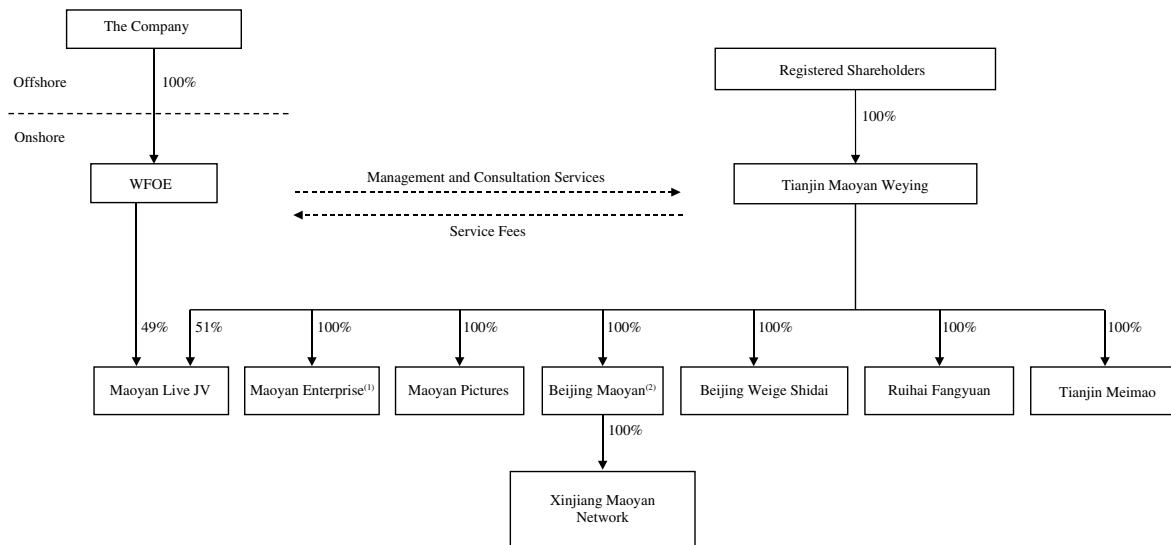 The Company
Offshore
100%
Registered Shareholders
Onshore
100%
WFOE
Management and Consultation Services
Tianjin Maoyan Weying
Service Fees
49%
51%
100%
100%
100%
100%
100%
100%
Maoyan Live JV
Maoyan Enterprise(1)
Maoyan Pictures
Beijing Maoyan(2)
Beijing Weige Shidai
Ruihai Fangyuan
Tianjin Meimao
100%
Xinjiang Maoyan
Network